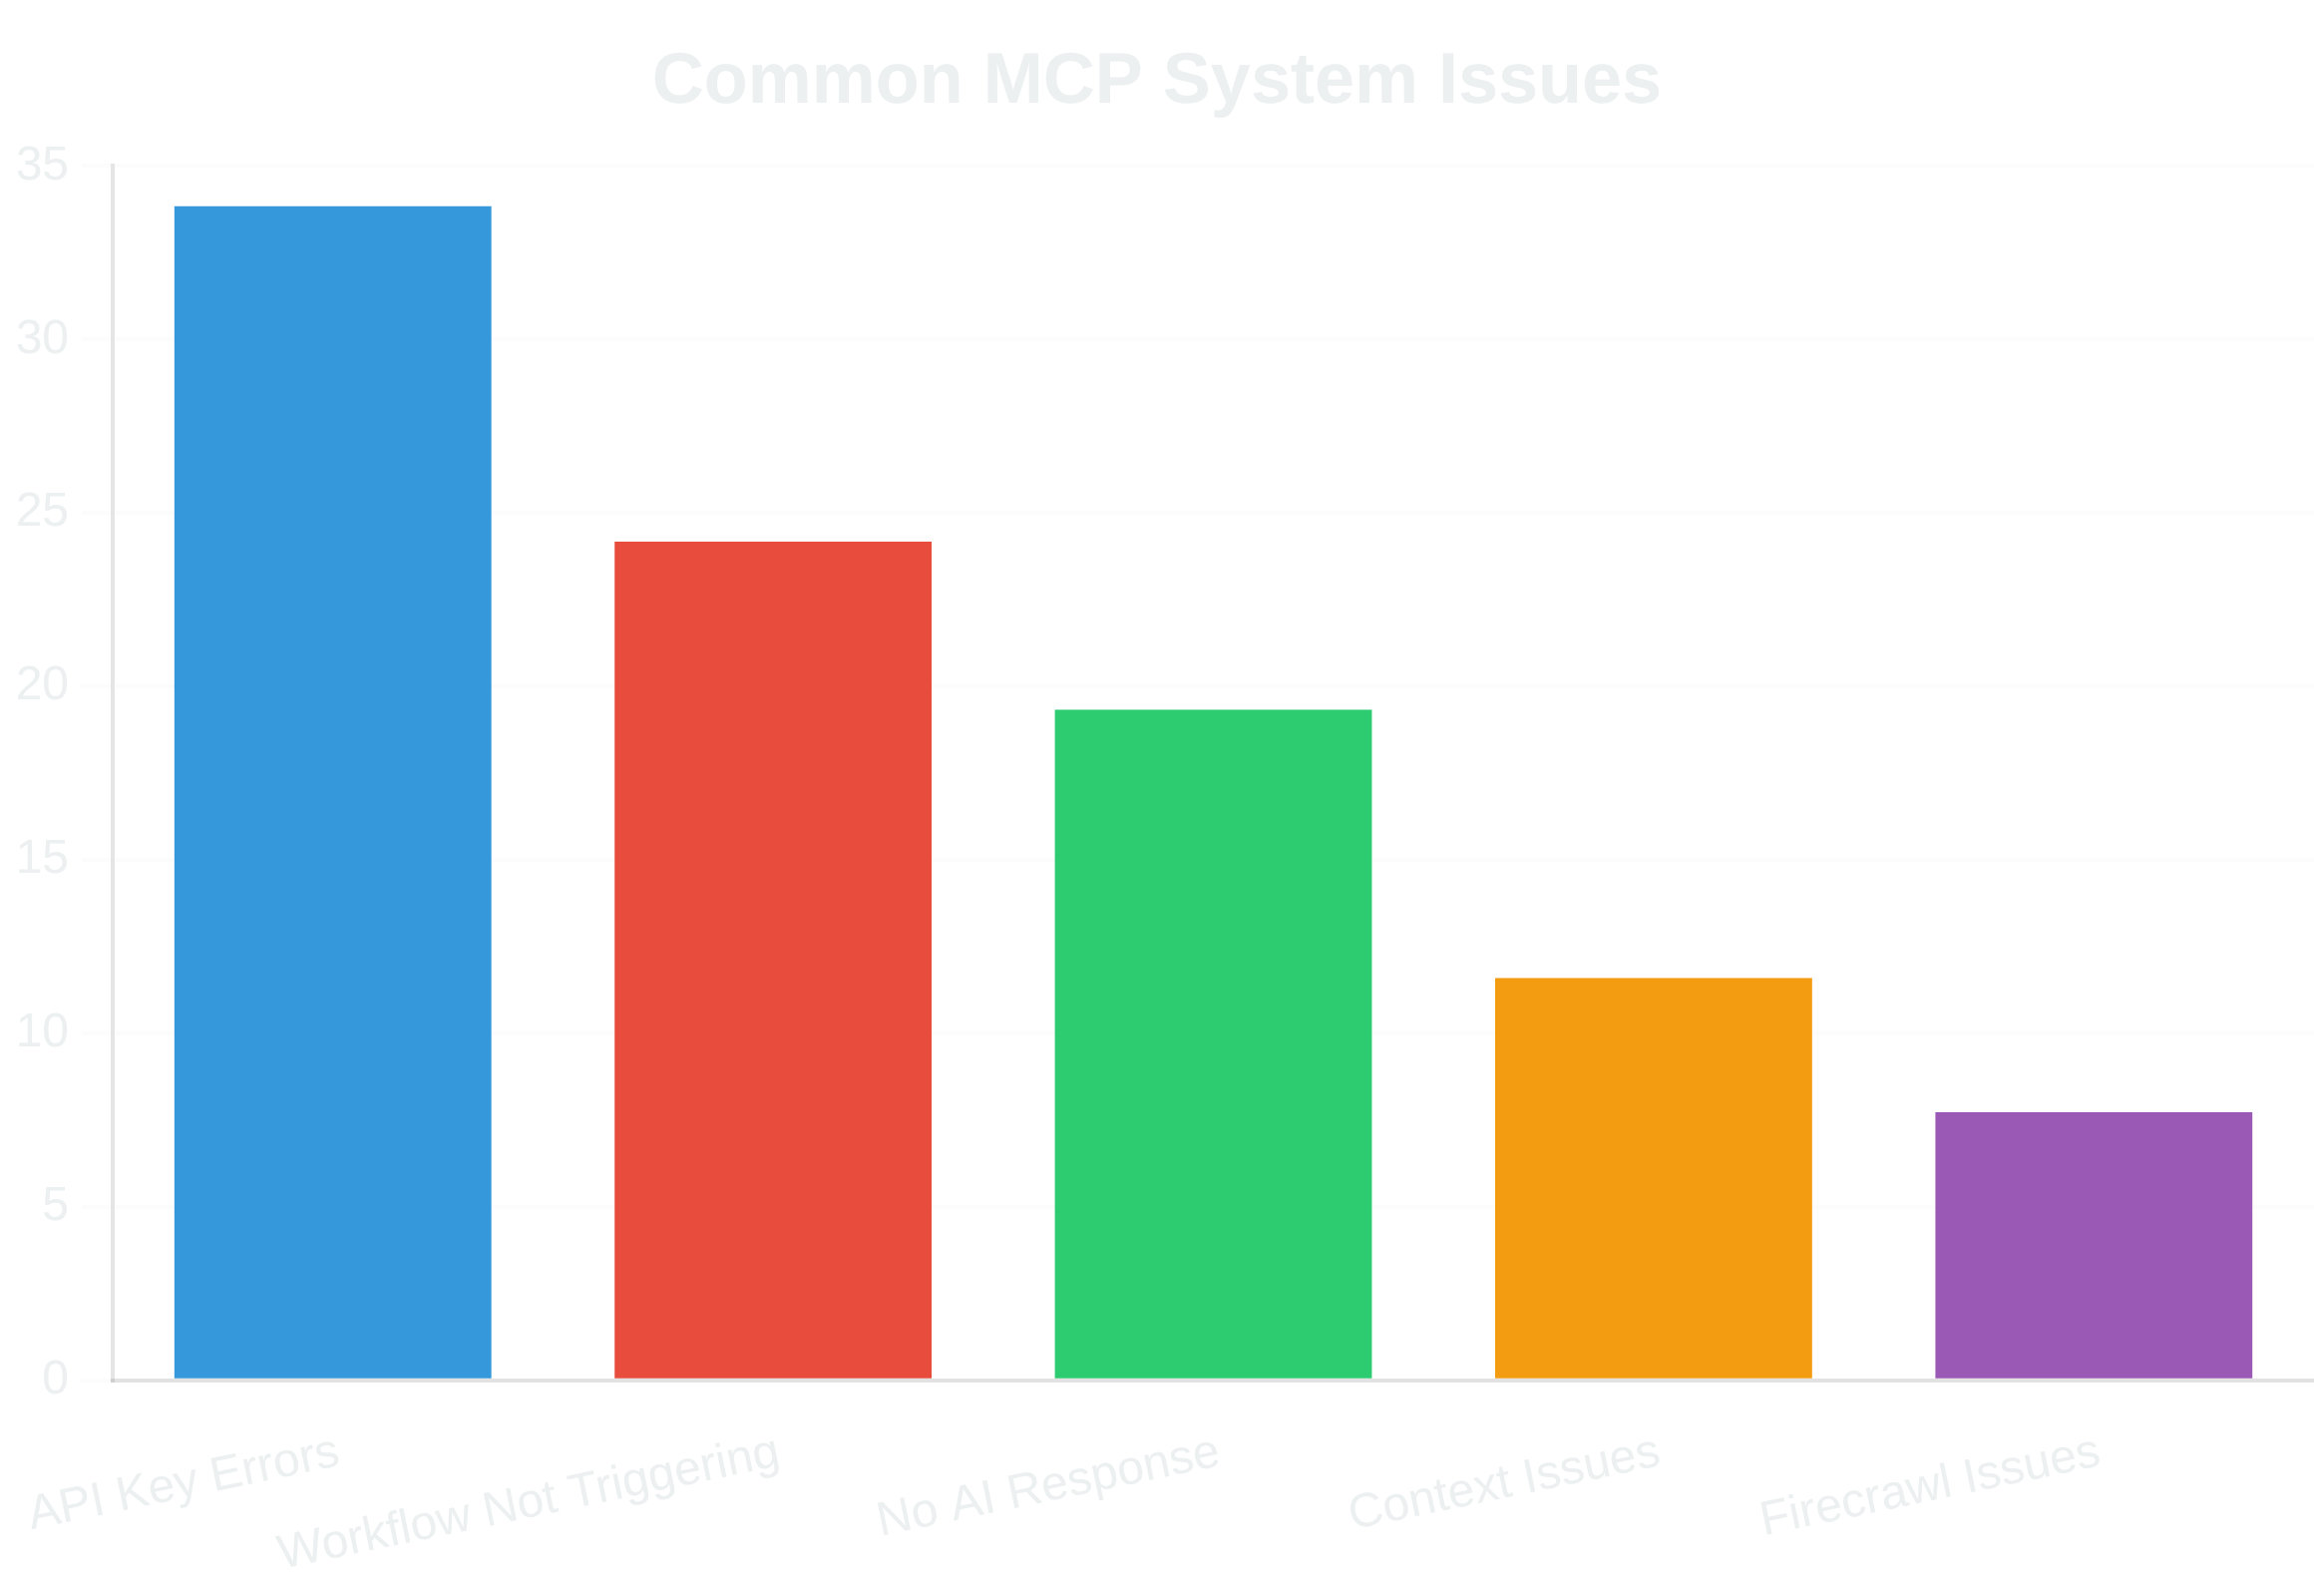 Common MCP System Issues
35
30
25
20
15
10
5
0
API Key Errors
Workflow Not Triggering
No AI Response
Context Issues
Firecrawl Issues